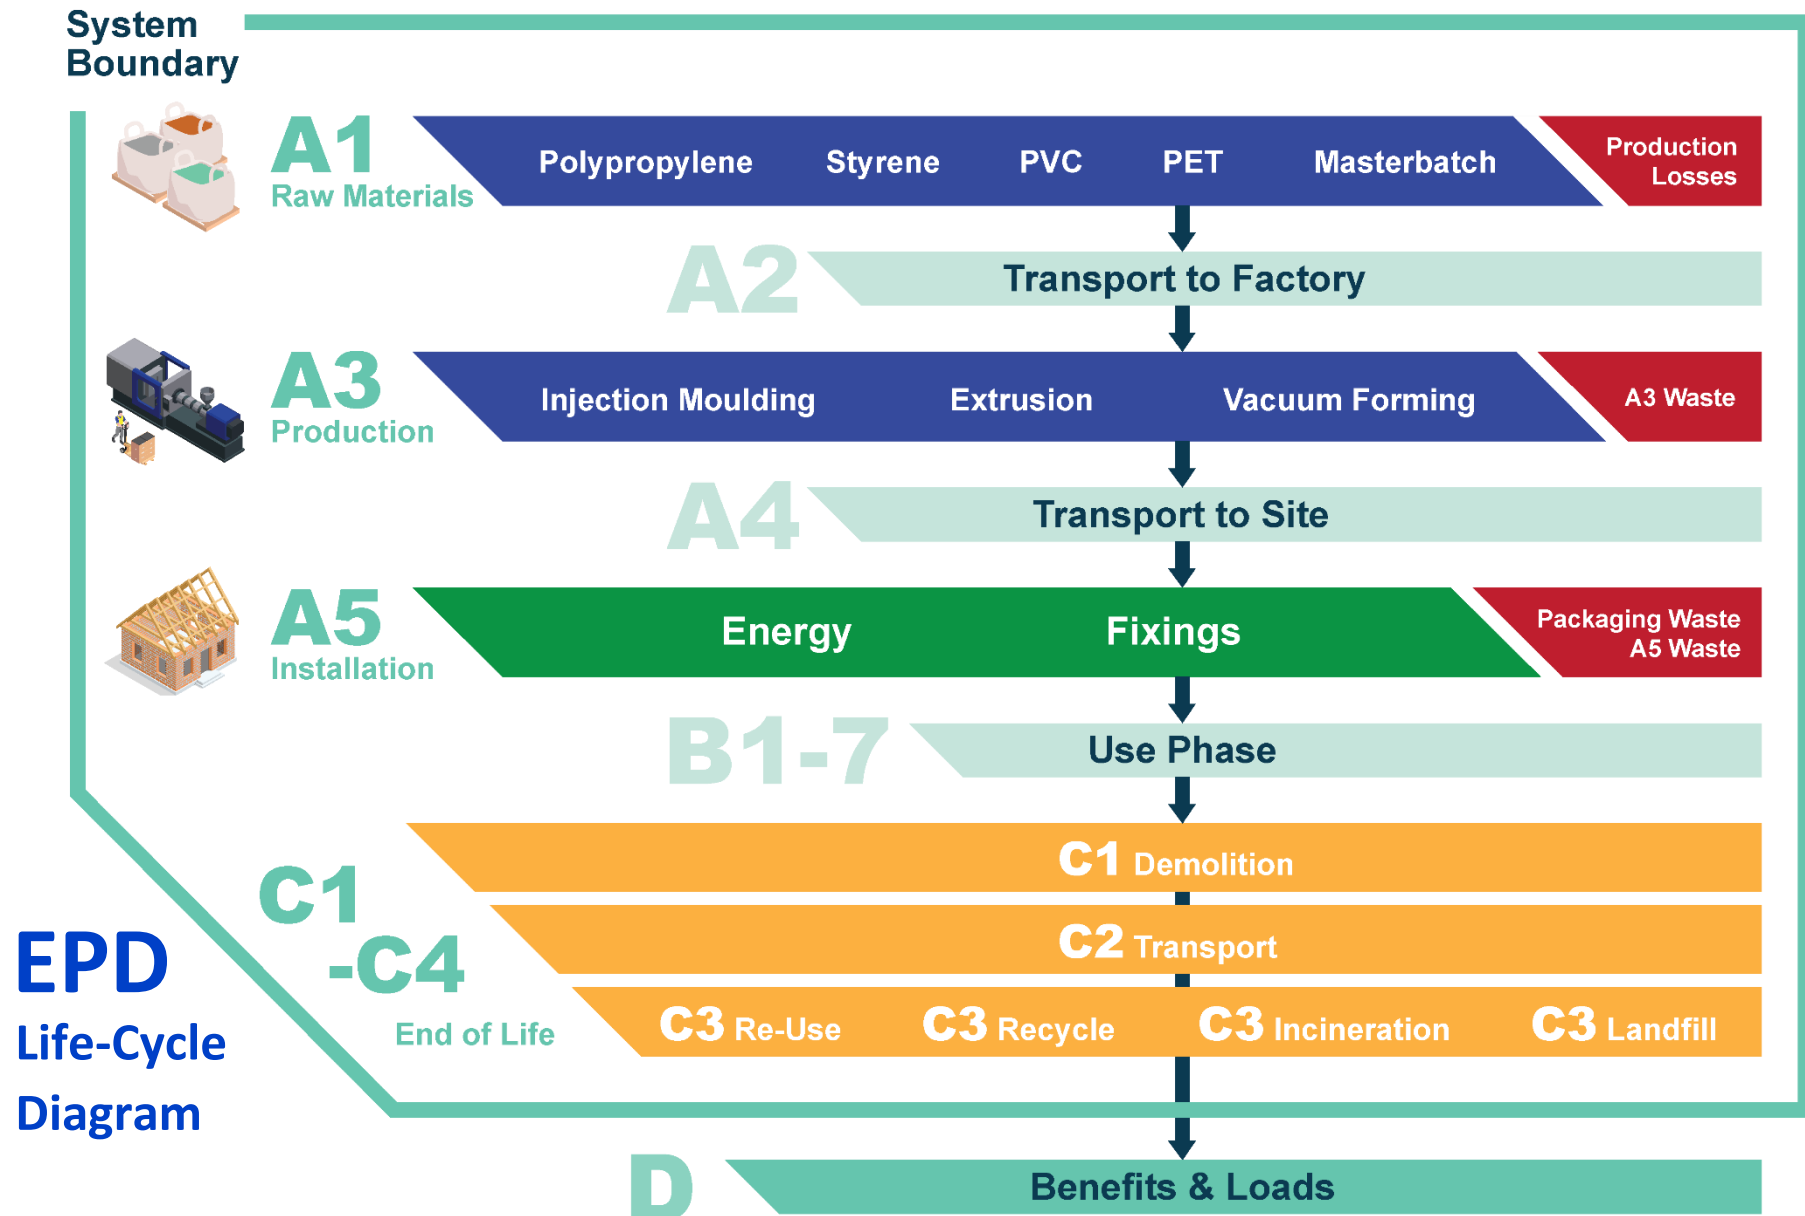 System
Boundary
A1
Raw Materials
Polypropylene Styrene PVC PET Masterbatch
Production
Losses
A2
Transport to Factory
A3
Production
Injection Moulding Extrusion Vacuum Forming
A3 Waste
A4
Transport to Site
A5
Installation
Energy Fixings
Packaging Waste
A5 Waste
B1-7
Use Phase
C1
-C4
End of Life
C1 Demolition
C2 Transport
C3 Re-Use C3 Recycle C3 Incineration C3 Landfill
EPD
Life-Cycle
Diagram
D
Benefits & Loads